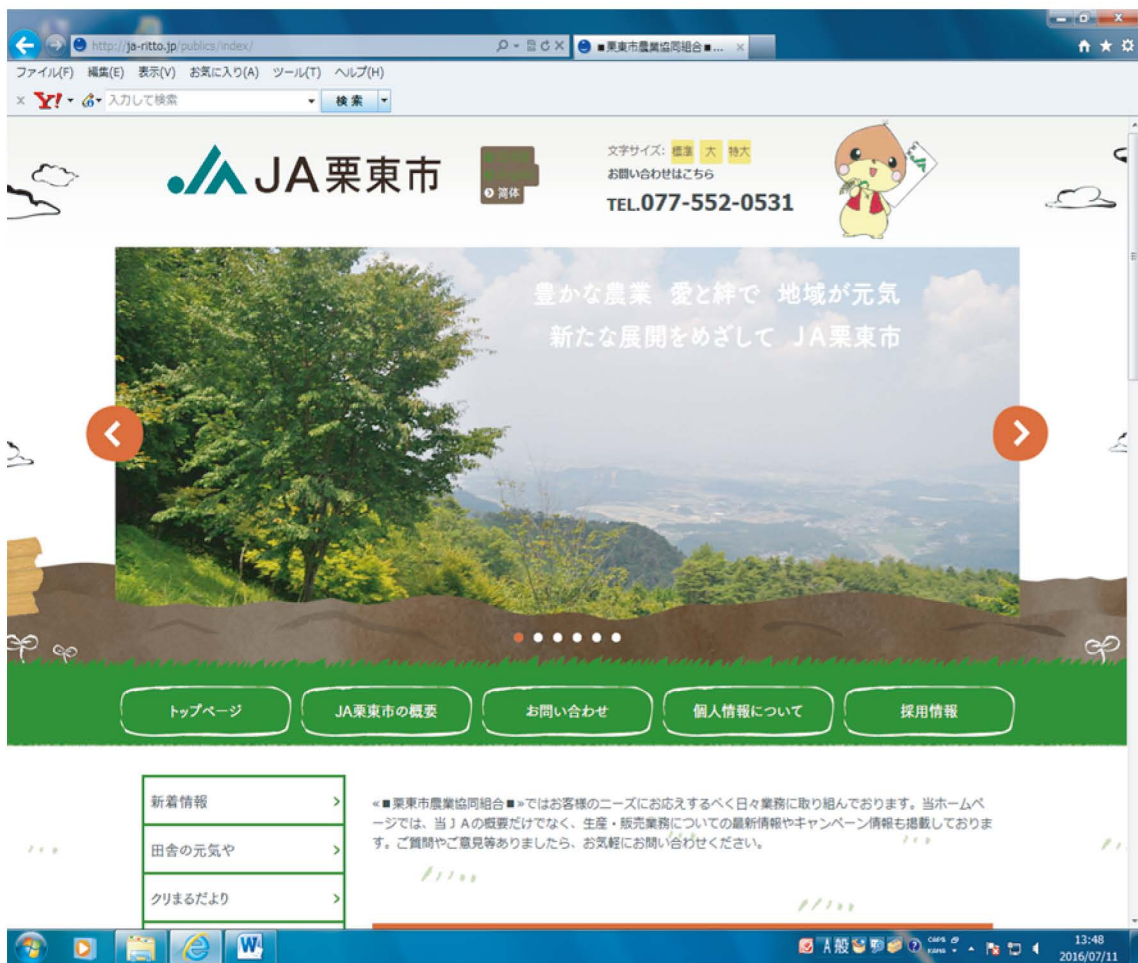 http://ja-ritto.jp/publics/index/
■栗東市農業協同組合■...
ファイル(F) 編集(E) 表示(V) お気に入り(A) ツール(T) ヘルプ(H)
Y! 入力して検索 検索
JA栗東市
简体
文字サイズ: 標準 大 特大
お問い合わせはこちら
TEL.077-552-0531
豊かな農業 愛と絆で 地域が元気
新たな展開をめざして JA栗東市
トップページ JA栗東市の概要 お問い合わせ 個人情報について 採用情報
新着情報
田舎の元気や
クリまるだより
≪■栗東市農業協同組合■≫ではお客様のニーズにお応えするべく日々業務に取り組んでおります。当ホームペ
ージでは、当JAの概要だけでなく、生産・販売業務についての最新情報やキャンペーン情報も掲載しておりま
す。ご質問やご意見等ありましたら、お気軽にお問い合わせください。
A 般 CAPS KANA
13:48
2016/07/11